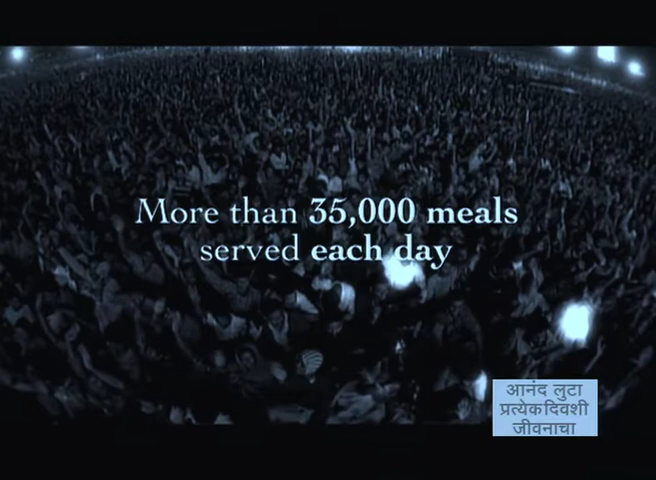 More than 35,000 meals
served each day
आनंद लुटा
प्रत्येकदिवशी
जीवनाचा